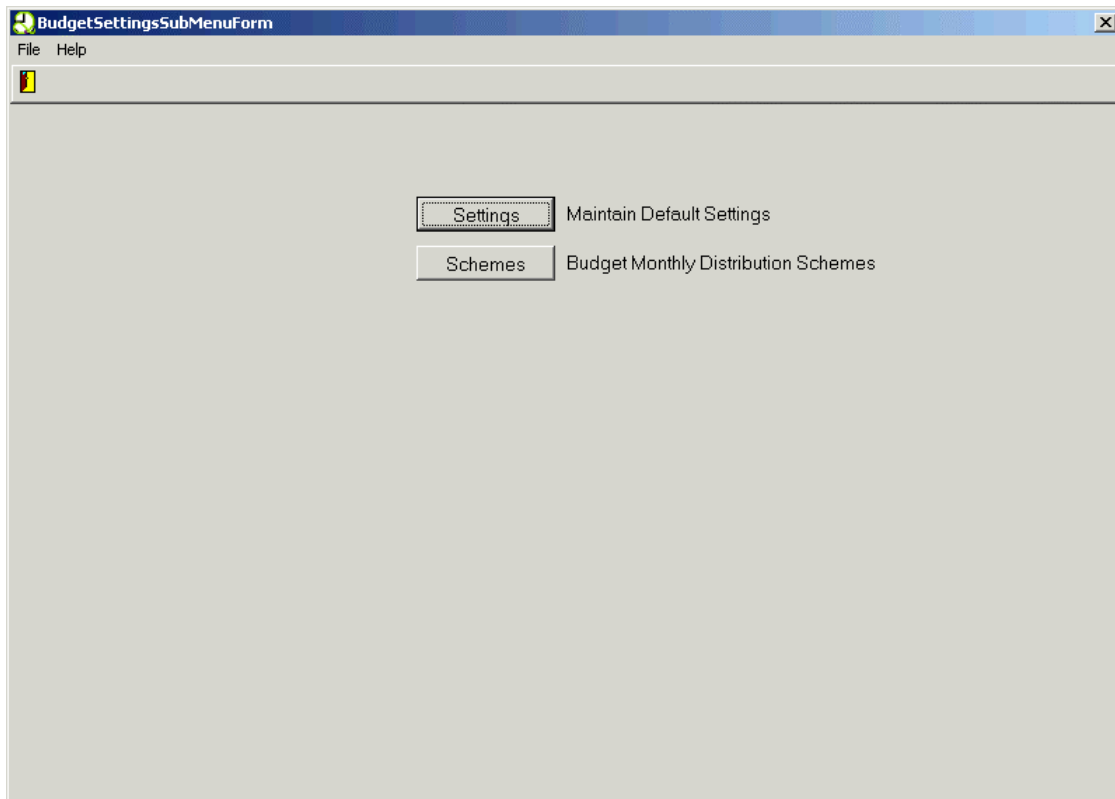 BudgetSettingsSubMenuForm
File Help
Settings Maintain Default Settings
Schemes Budget Monthly Distribution Schemes